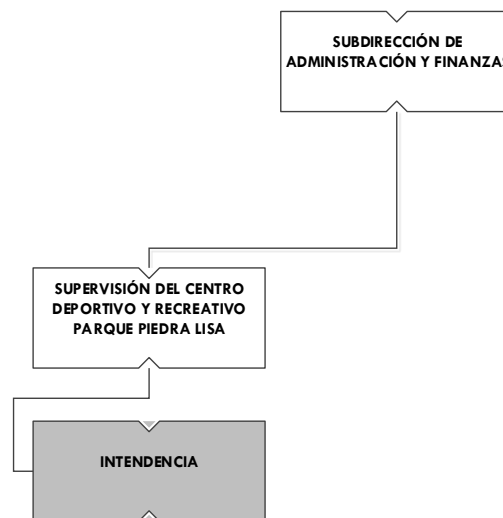 SUBDIRECCIÓN DE
ADMINISTRACIÓN Y FINANZAS
SUPERVISIÓN DEL CENTRO
DEPORTIVO Y RECREATIVO
PARQUE PIEDRA LISA
INTENDENCIA